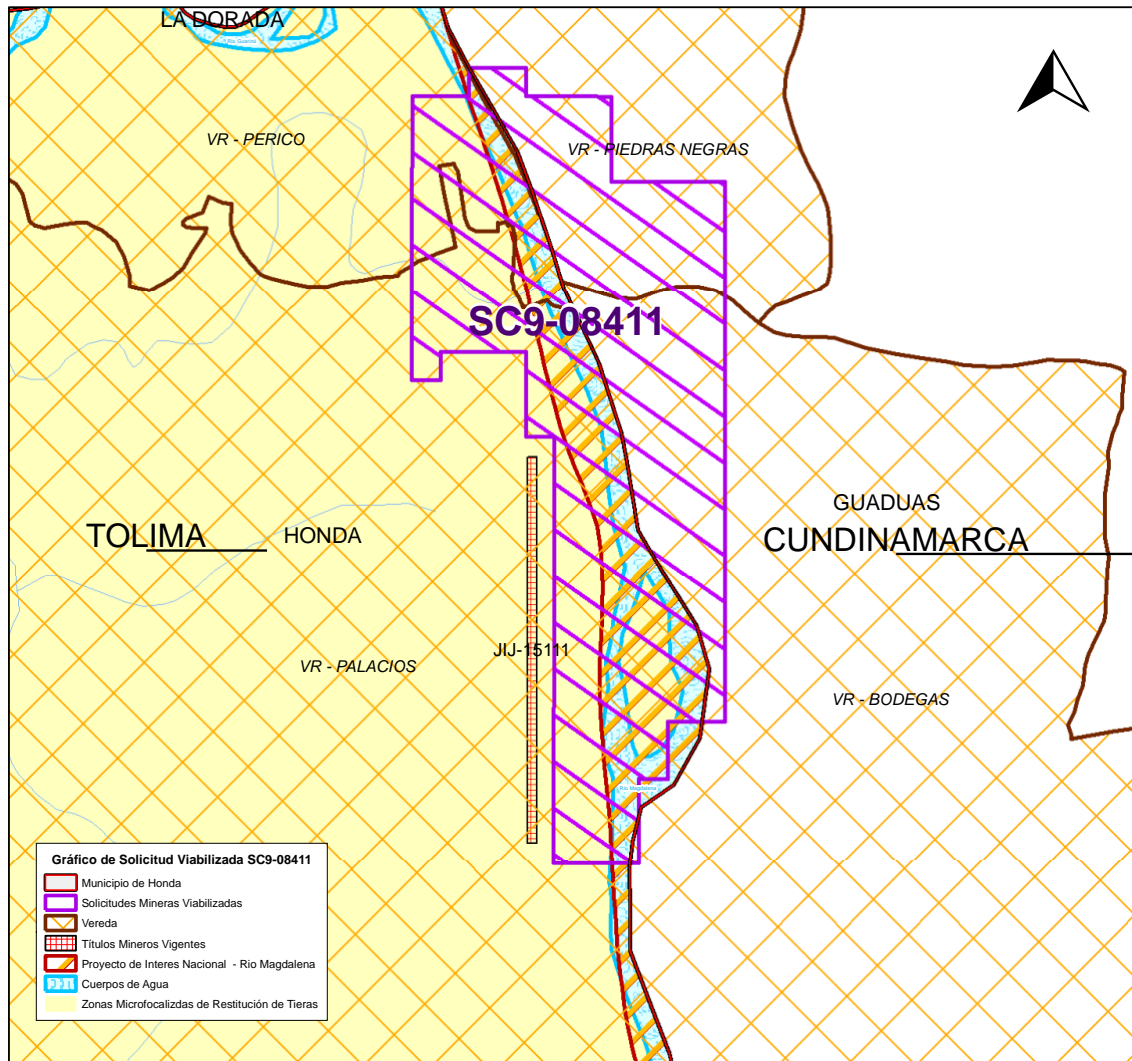 LA DORADA
Río Guarinó
VR - PERICO
VR - PIEDRAS NEGRAS
SC9-08411
GUADUAS
TOLIMA
HONDA
CUNDINAMARCA
JIJ-15111
VR - PALACIOS
VR - BODEGAS
Río Magdalena
Gráfico de Solicitud Viabilizada SC9-08411
Municipio de Honda
Solicitudes Mineras Viabilizadas
Vereda
Títulos Mineros Vigentes
Proyecto de Interes Nacional - Rio Magdalena
Cuerpos de Agua
Zonas Microfocalizdas de Restitución de Tieras